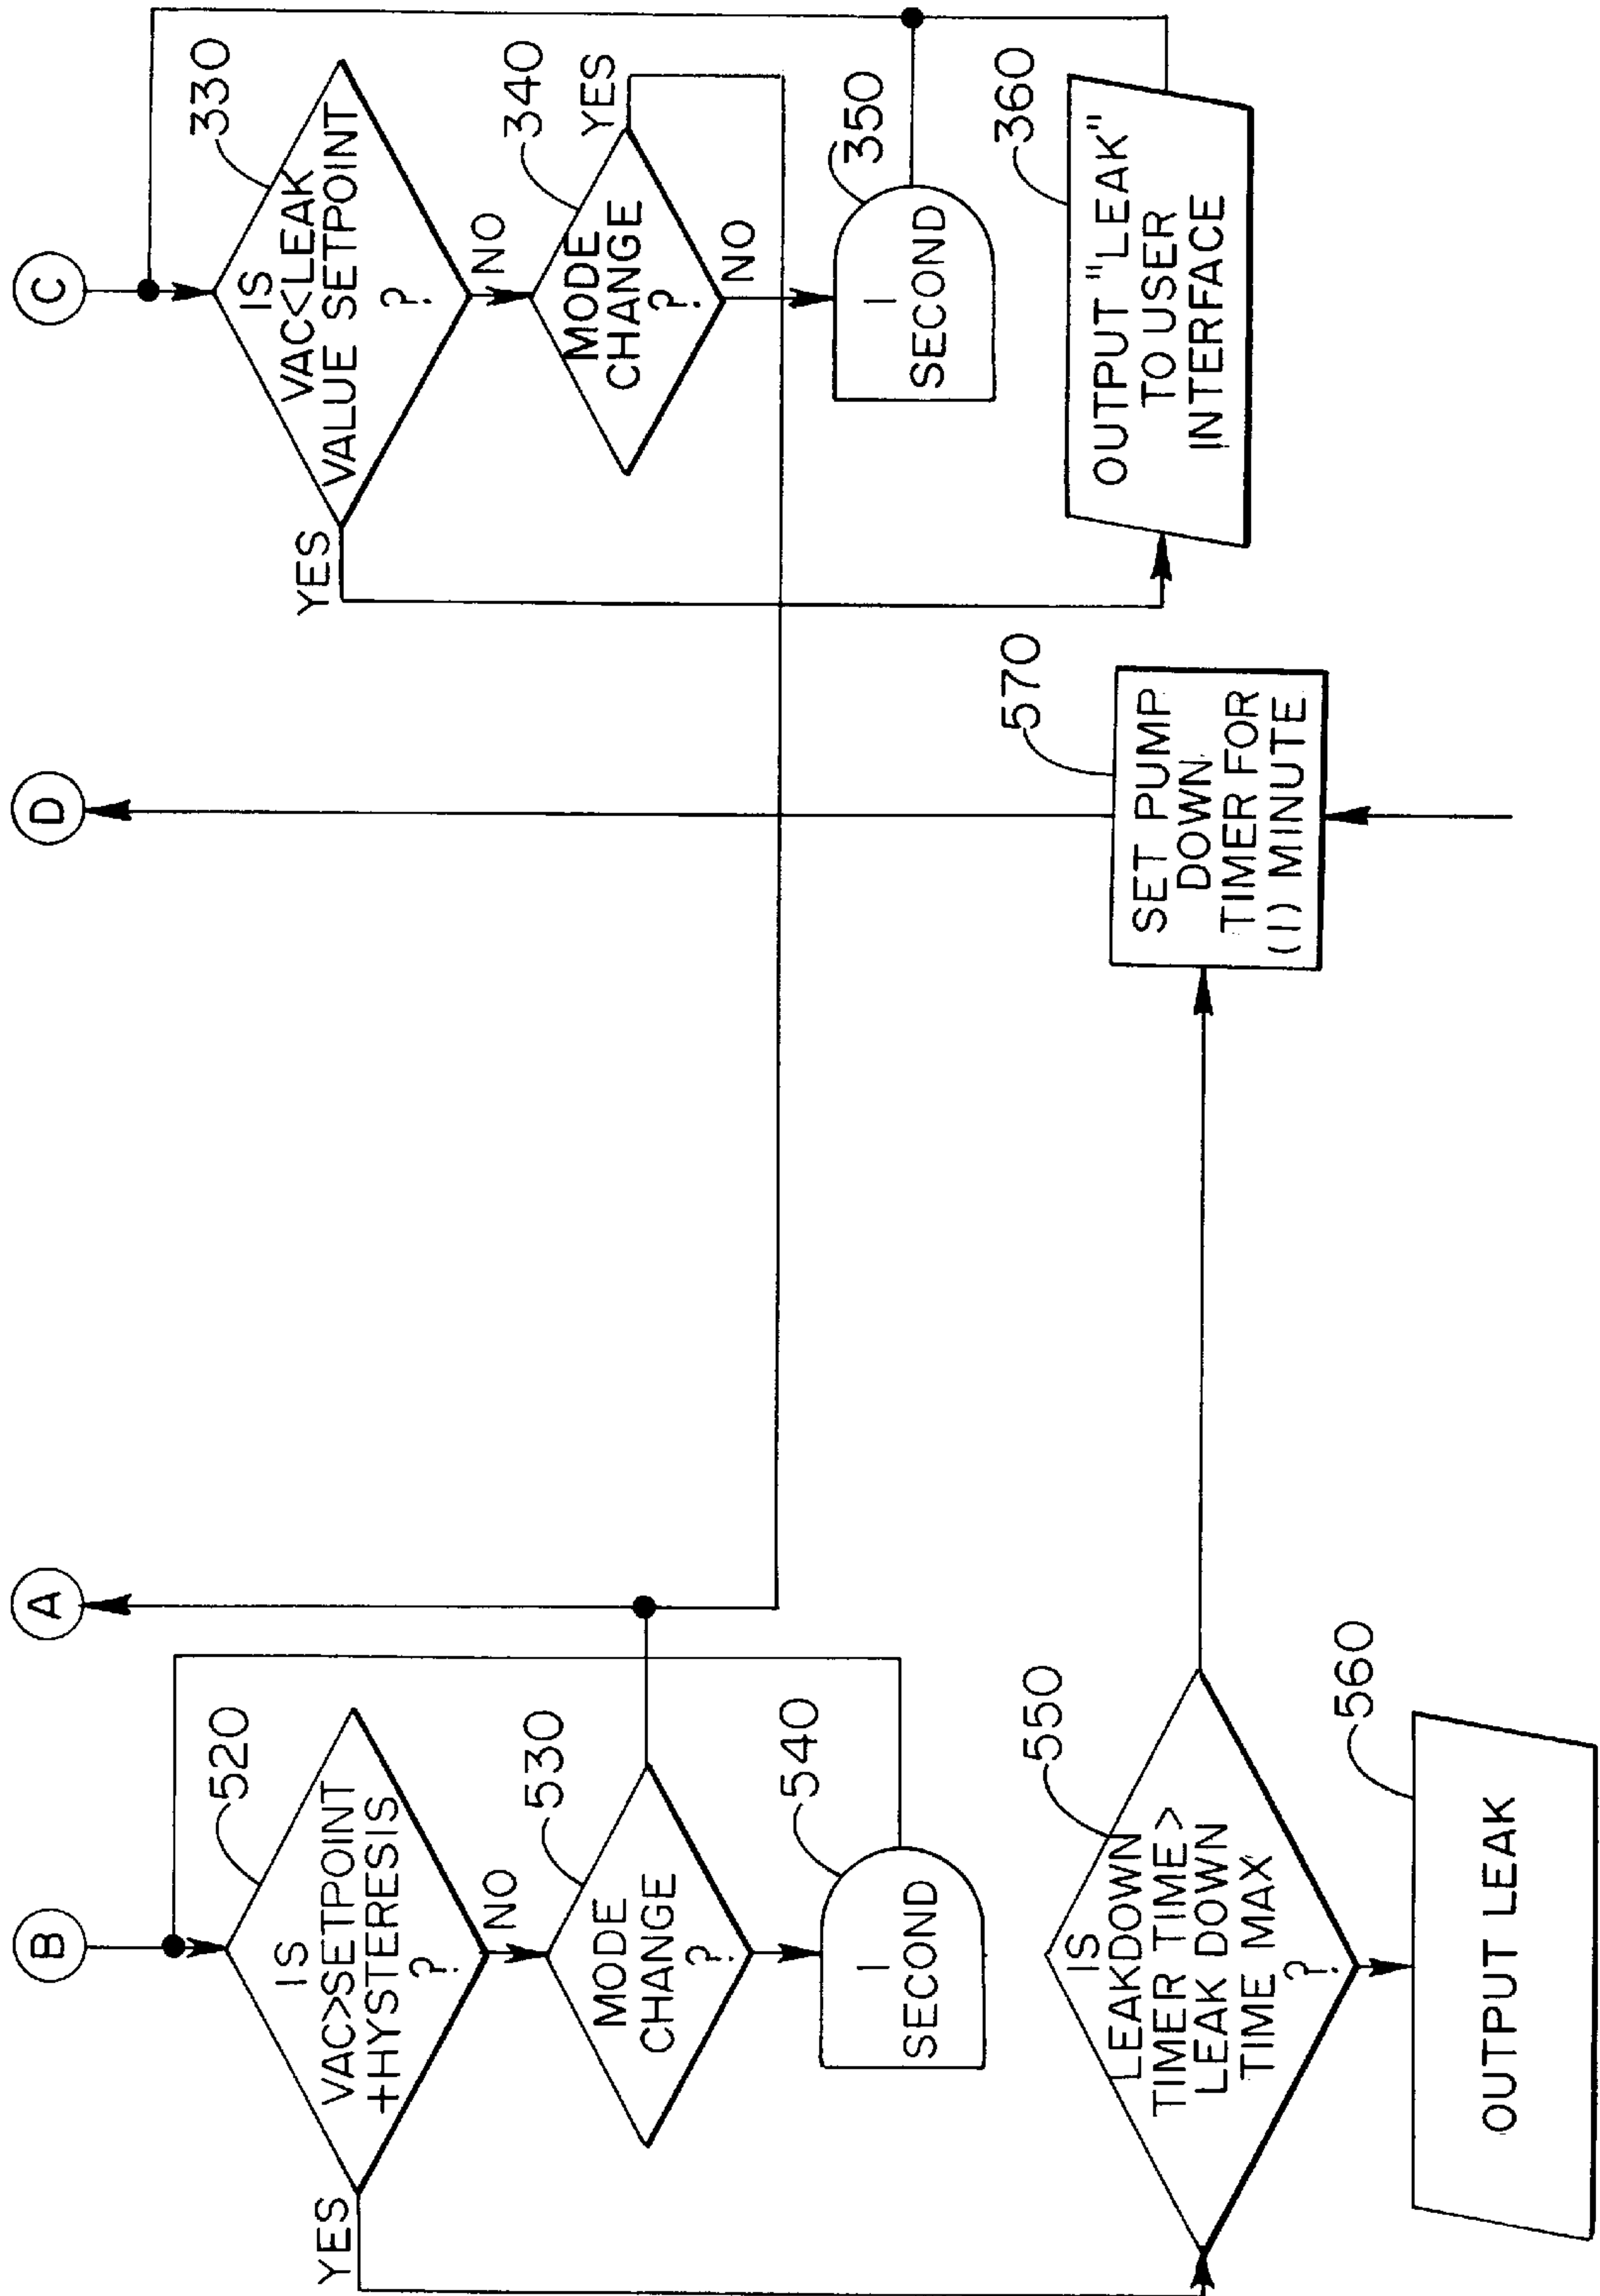 B
A
D
C
520
IS
VAC>SETPOINT
+HYSTERESIS
?
YES
NO
530
MODE
CHANGE
?
540
1
SECOND
550
IS
LEAKDOWN
TIMER TIME>
LEAK DOWN
TIME MAX
?
560
OUTPUT LEAK
570
SET PUMP
DOWN
TIMER FOR
(1) MINUTE
330
IS
VAC<LEAK
VALUE SETPOINT
?
YES
NO
340
MODE
CHANGE
?
YES
NO
350
1
SECOND
360
OUTPUT "LEAK"
TO USER
INTERFACE